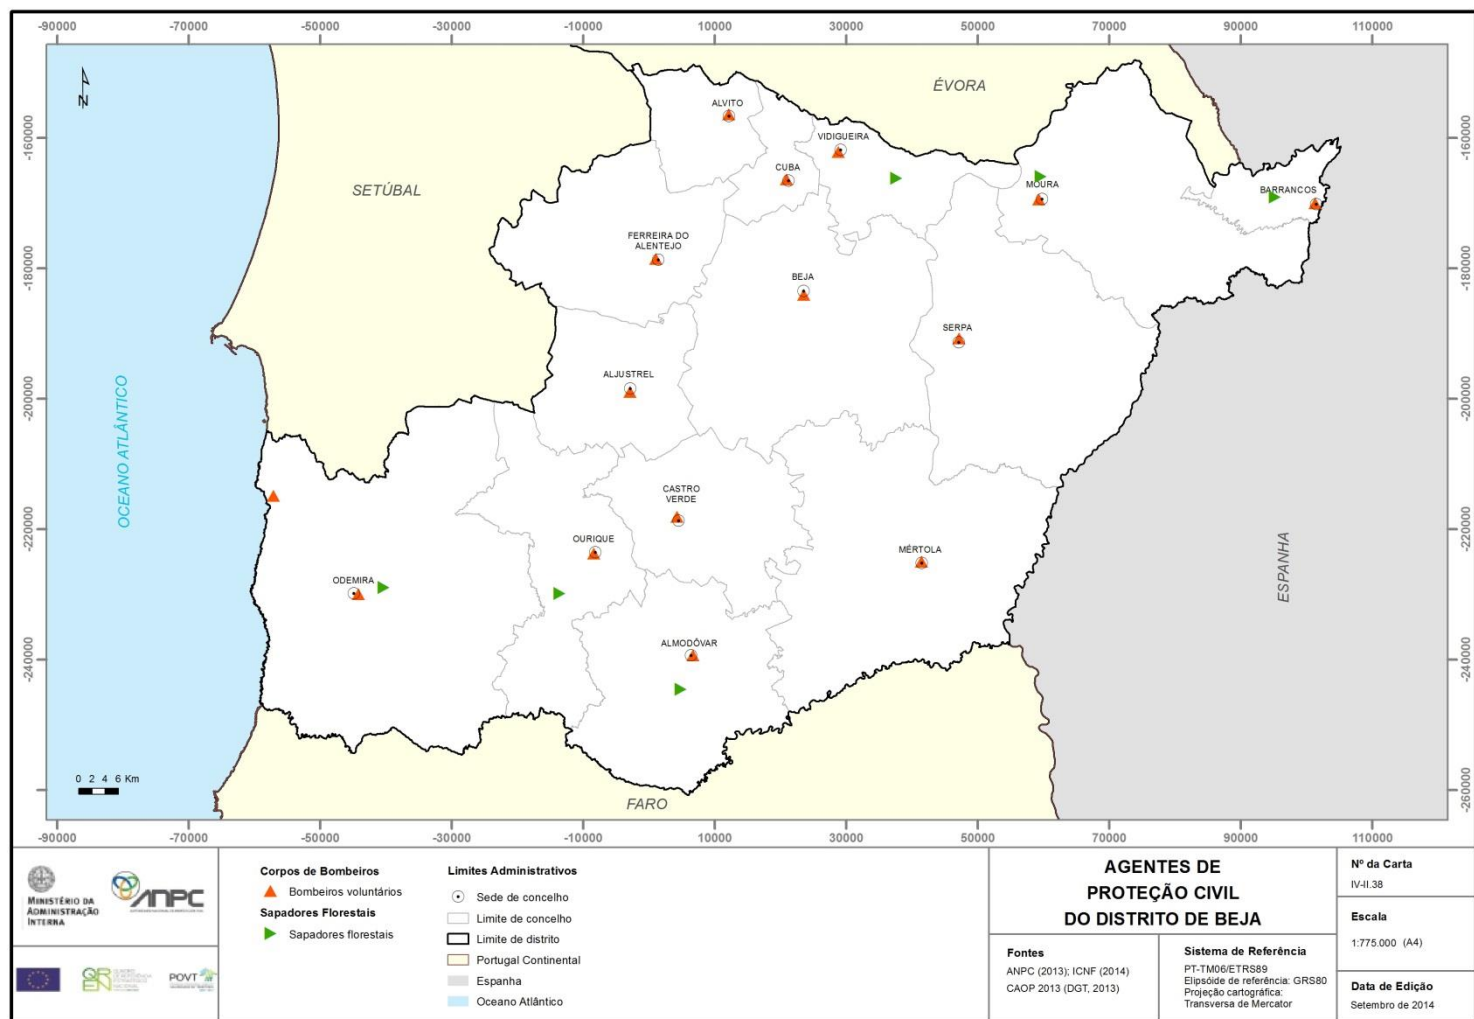 -90000 -70000 -50000 -30000 -10000 10000 30000 50000 70000 90000 110000
-160000 -160000
-180000 -180000
-200000 -200000
-220000 -220000
-240000 -240000
-260000
N
ÉVORA
SETÚBAL
OCEANO ATLÂNTICO
ESPANHA
FARO
ALVITO
VIDIGUEIRA
CUBA
MOURA
BARRANCOS
FERREIRA DO
ALENTEJO
BEJA
SERPA
ALJUSTREL
CASTRO
VERDE
OURIQUE
MÉRTOLA
ODEMIRA
ALMODÔVAR
0 2 4 6 Km
-90000 -70000 -50000 -30000 -10000 10000 30000 50000 70000 90000 110000
MINISTÉRIO DA
ADMINISTRAÇÃO
INTERNA
ANPC
QREN
POVT
Corpos de Bombeiros
Bombeiros voluntários
Sapadores Florestais
Sapadores florestais
Limites Administrativos
Sede de concelho
Limite de concelho
Limite de distrito
Portugal Continental
Espanha
Oceano Atlântico
AGENTES DE
PROTEÇÃO CIVIL
DO DISTRITO DE BEJA
Fontes
ANPC (2013); ICNF (2014)
CAOP 2013 (DGT, 2013)
Sistema de Referência
PT-TM06/ETRS89
Elipsóide de referência: GRS80
Projeção cartográfica:
Transversa de Mercator
Nº da Carta
IV-II.38
Escala
1:775.000 (A4)
Data de Edição
Setembro de 2014